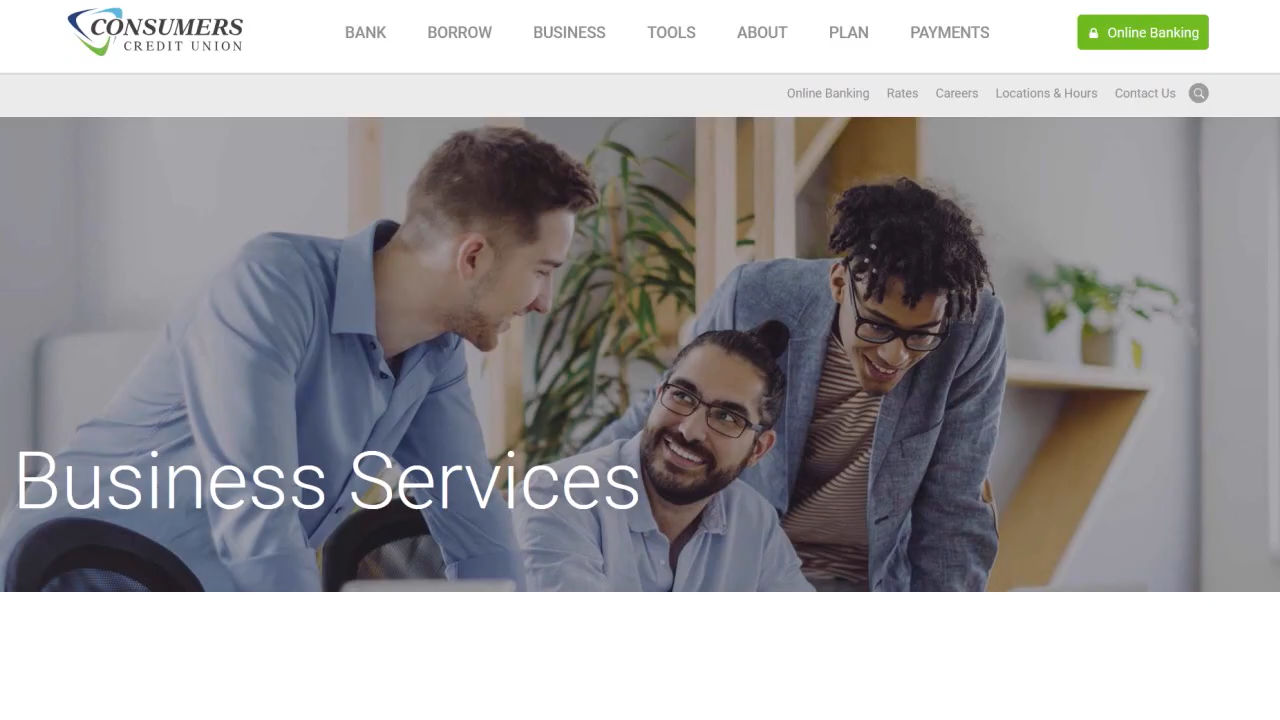 CONSUMERS
CREDIT UNION
BANK BORROW BUSINESS TOOLS ABOUT PLAN PAYMENTS
Online Banking
Online Banking Rates Careers Locations & Hours Contact Us
Business Services